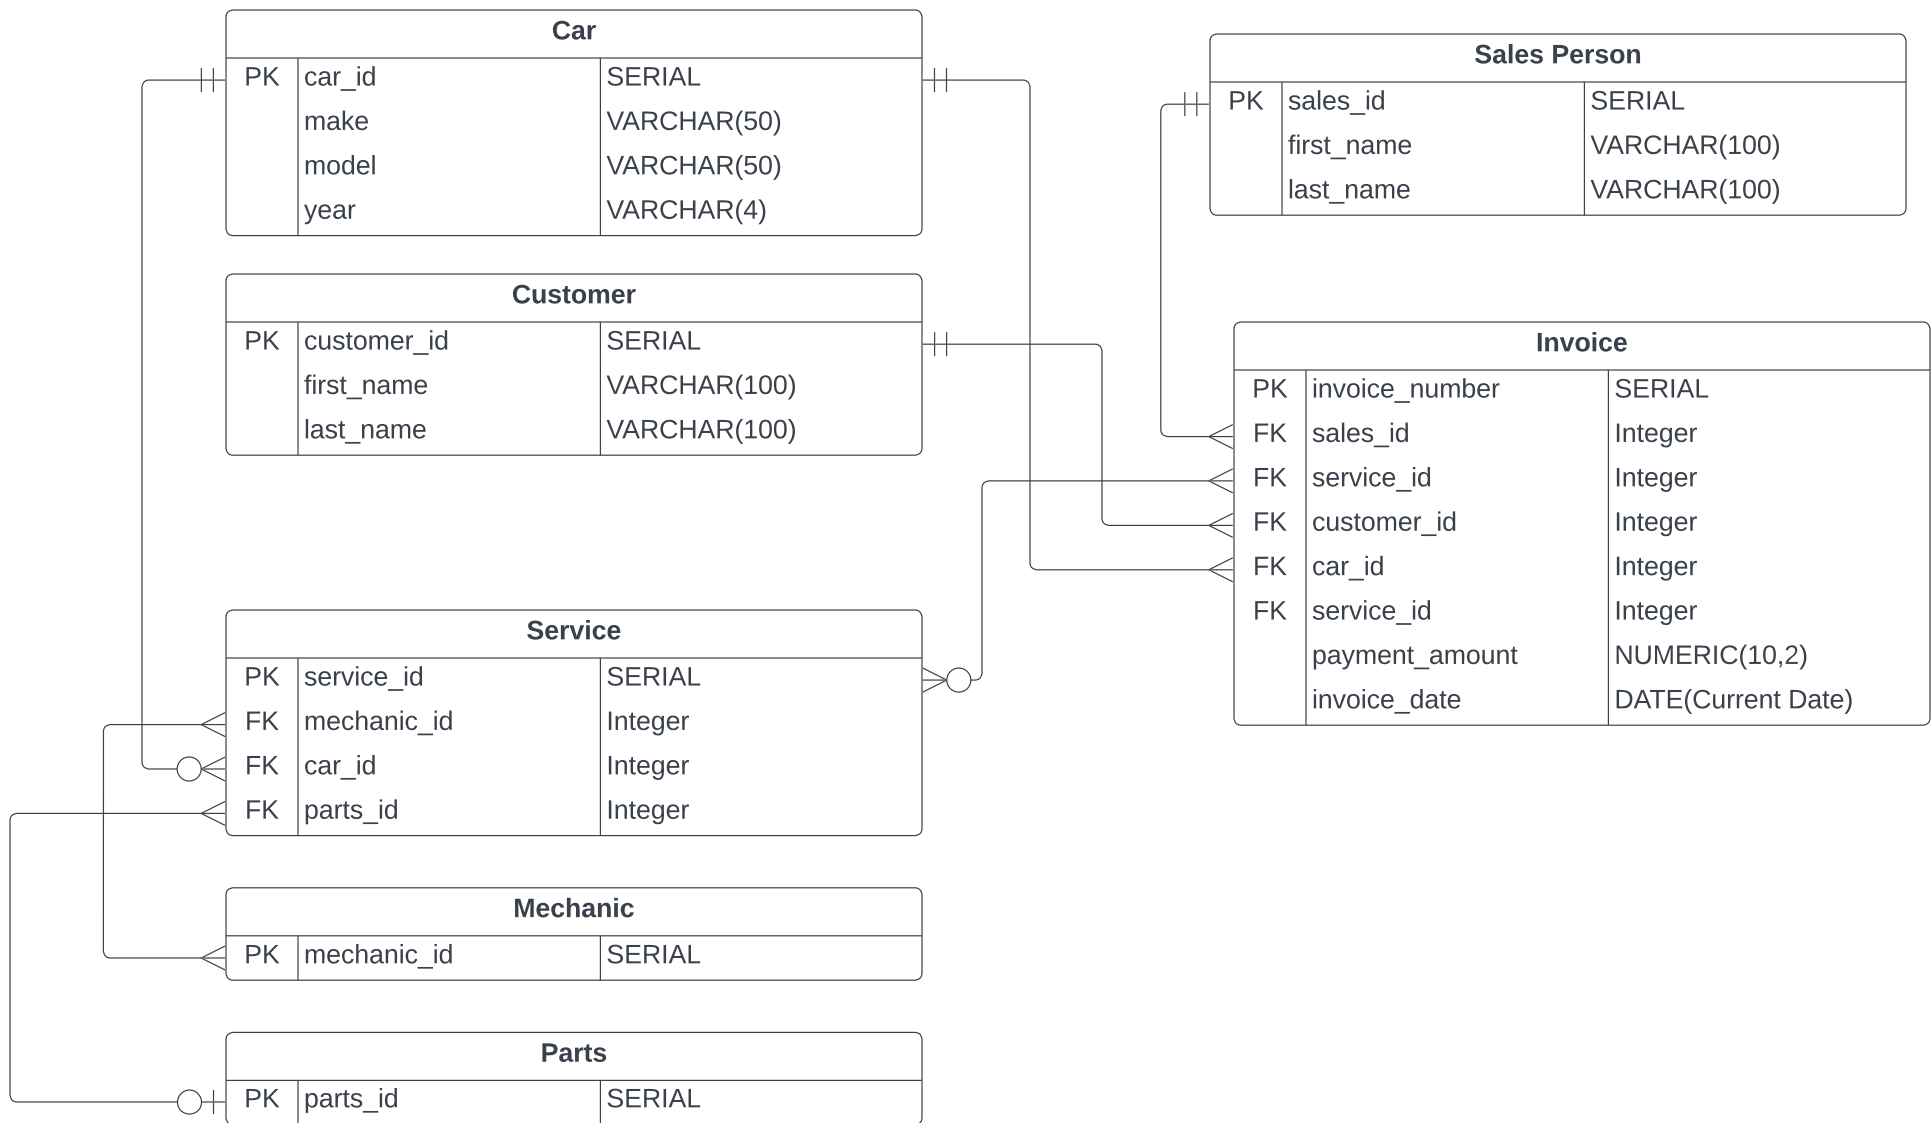 Car
PK car_id SERIAL
make VARCHAR(50)
model VARCHAR(50)
year VARCHAR(4)
Customer
PK customer_id SERIAL
first_name VARCHAR(100)
last_name VARCHAR(100)
Service
PK service_id SERIAL
FK mechanic_id Integer
FK car_id Integer
FK parts_id Integer
Mechanic
PK mechanic_id SERIAL
Parts
PK parts_id SERIAL
Sales Person
PK sales_id SERIAL
first_name VARCHAR(100)
last_name VARCHAR(100)
Invoice
PK invoice_number SERIAL
FK sales_id Integer
FK service_id Integer
FK customer_id Integer
FK car_id Integer
FK service_id Integer
payment_amount NUMERIC(10,2)
invoice_date DATE(Current Date)